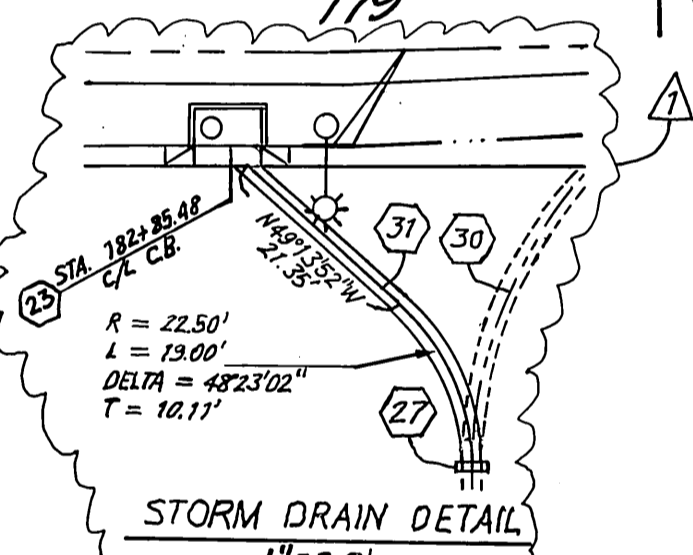 1
STA. 182+85.48
C/L C.B.
23
N49°13'52"W
21.35'
31
30
R = 22.50'
L = 19.00'
DELTA = 48°23'02"
T = 10.11'
27
STORM DRAIN DETAIL